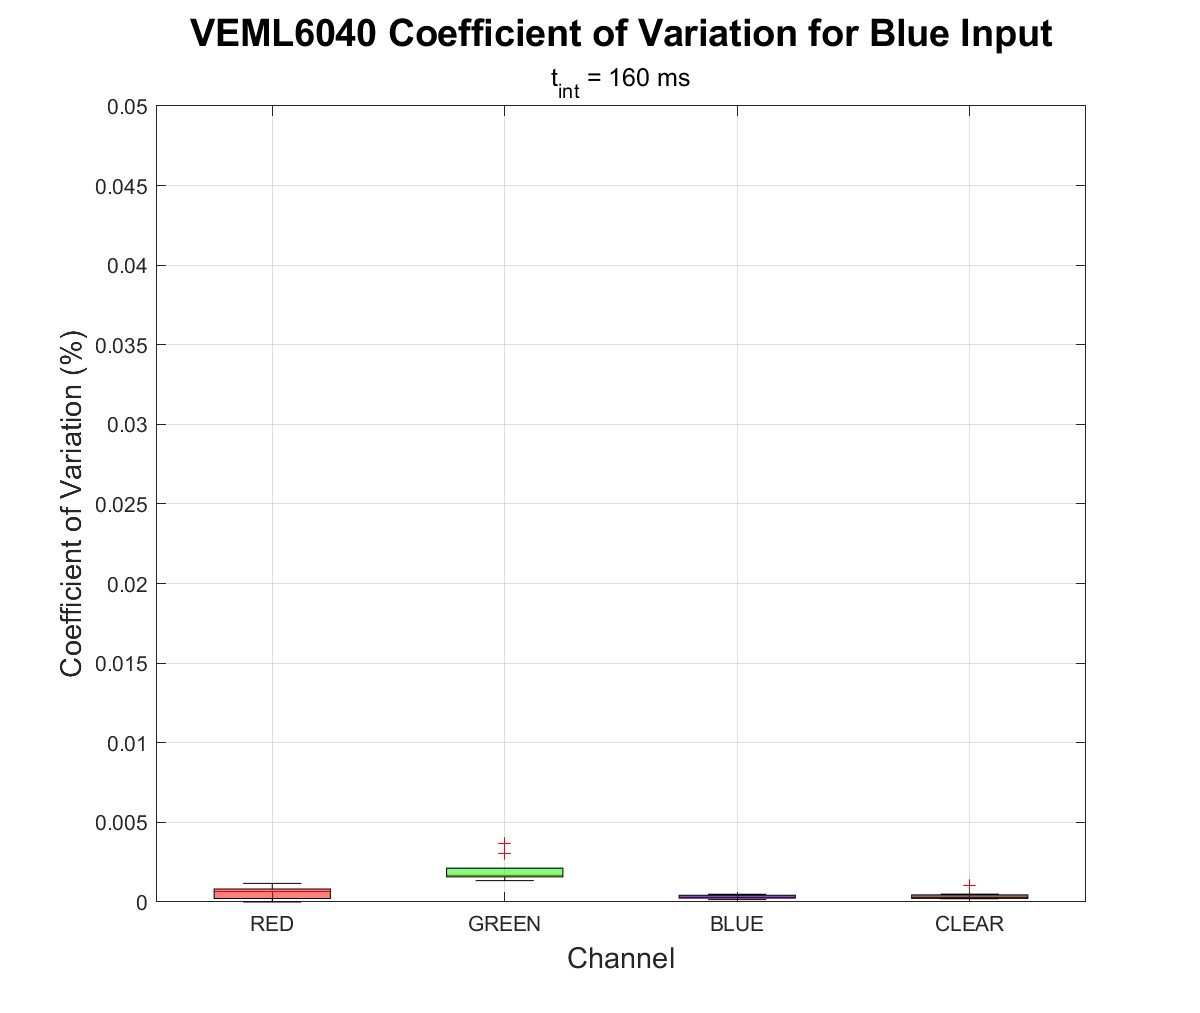 VEML6040 Coefficient of Variation for Blue Input
tint = 160 ms
0.05
0.045
0.04
0.035
0.03
0.025
0.02
0.015
0.01
0.005
0
Coefficient of Variation (%)
RED GREEN BLUE CLEAR
Channel